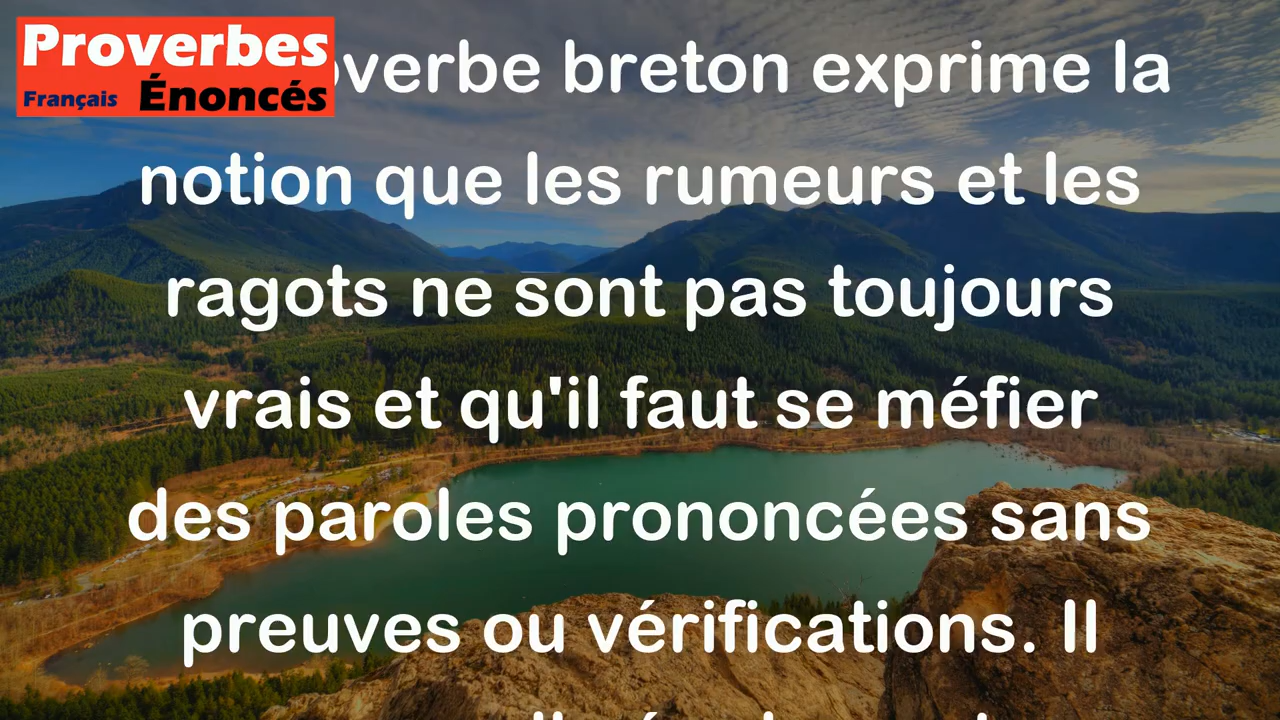 Proverbes
Français Énoncés
verbe breton exprime la
notion que les rumeurs et les
ragots ne sont pas toujours
vrais et qu'il faut se méfier
des paroles prononcées sans
preuves ou vérifications. Il